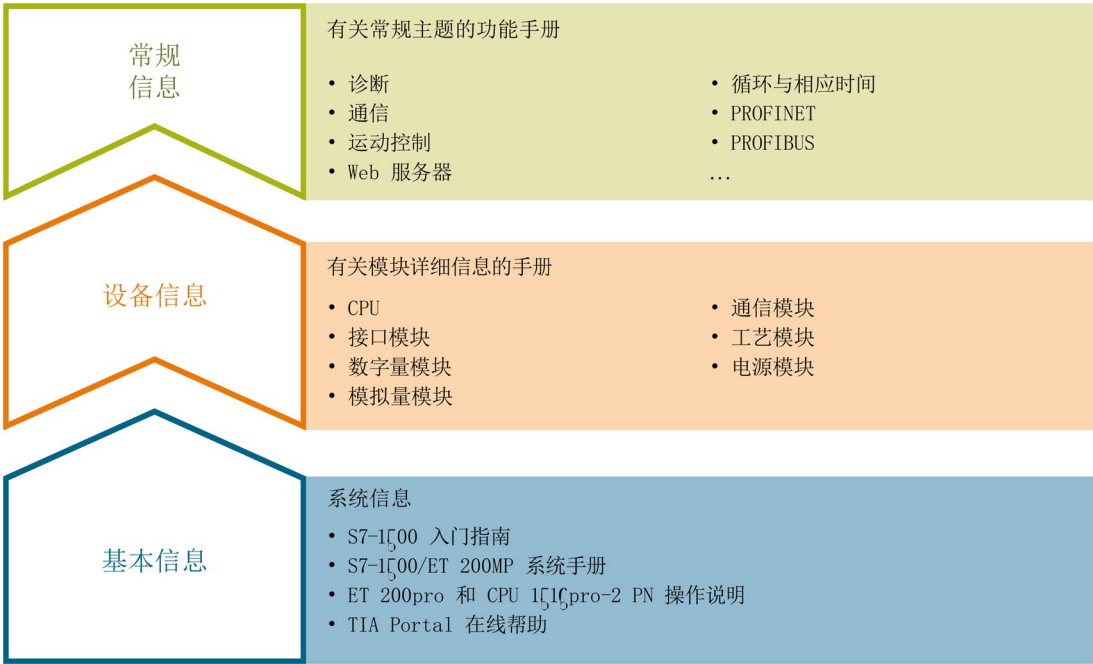 常规
信息
有关常规主题的功能手册
• 诊断
• 通信
• 运动控制
• Web 服务器
• 循环与相应时间
• PROFINET
• PROFIBUS
...
设备信息
有关模块详细信息的手册
• CPU
• 接口模块
• 数字量模块
• 模拟量模块
• 通信模块
• 工艺模块
• 电源模块
基本信息
系统信息
• S7-1500 入门指南
• S7-1500/ET 200MP 系统手册
• ET 200pro 和 CPU 1516pro-2 PN 操作说明
• TIA Portal 在线帮助